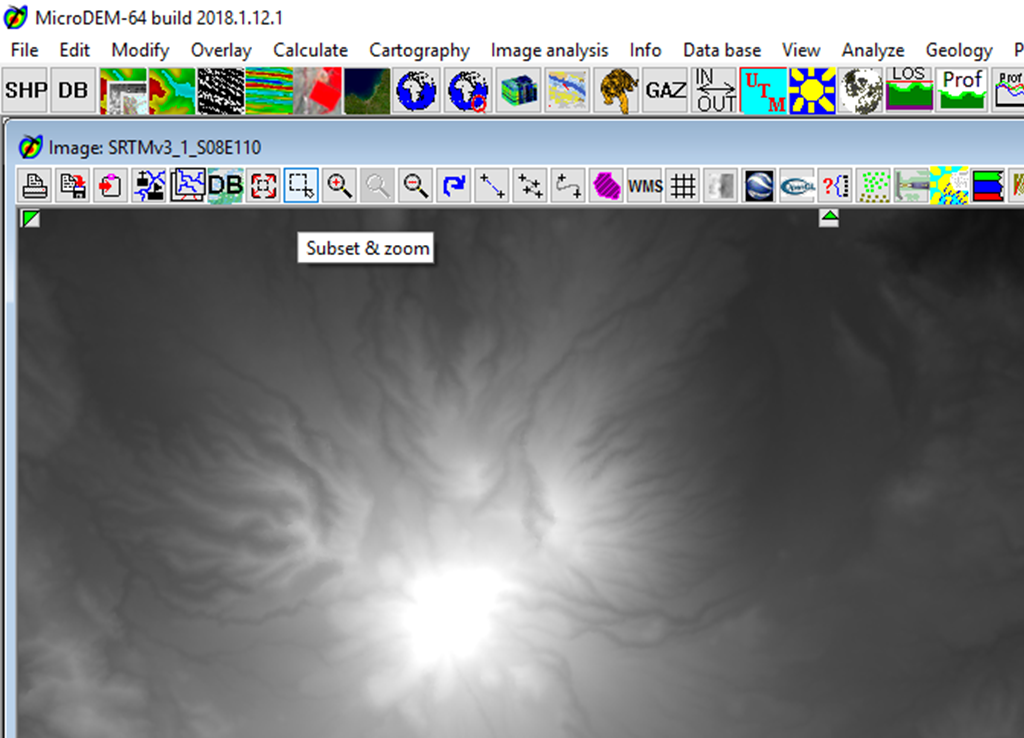 MicroDEM-64 build 2018.1.12.1
File Edit Modify Overlay Calculate Cartography Image analysis Info Data base View Analyze Geology P
SHP DB GAZ IN OUT UTM LOS Prof Prof
Image: SRTMv3_1_S08E110
DB WMS OpenGL ?
Subset & zoom